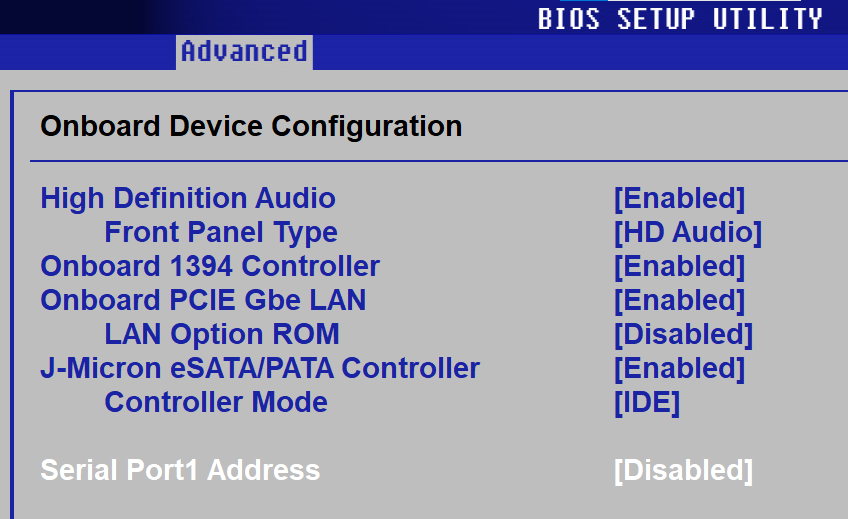 BIOS SETUP UTILITY
Advanced
Onboard Device Configuration
High Definition Audio [Enabled]
Front Panel Type [HD Audio]
Onboard 1394 Controller [Enabled]
Onboard PCIE Gbe LAN [Enabled]
LAN Option ROM [Disabled]
J-Micron eSATA/PATA Controller [Enabled]
Controller Mode [IDE]
Serial Port1 Address [Disabled]